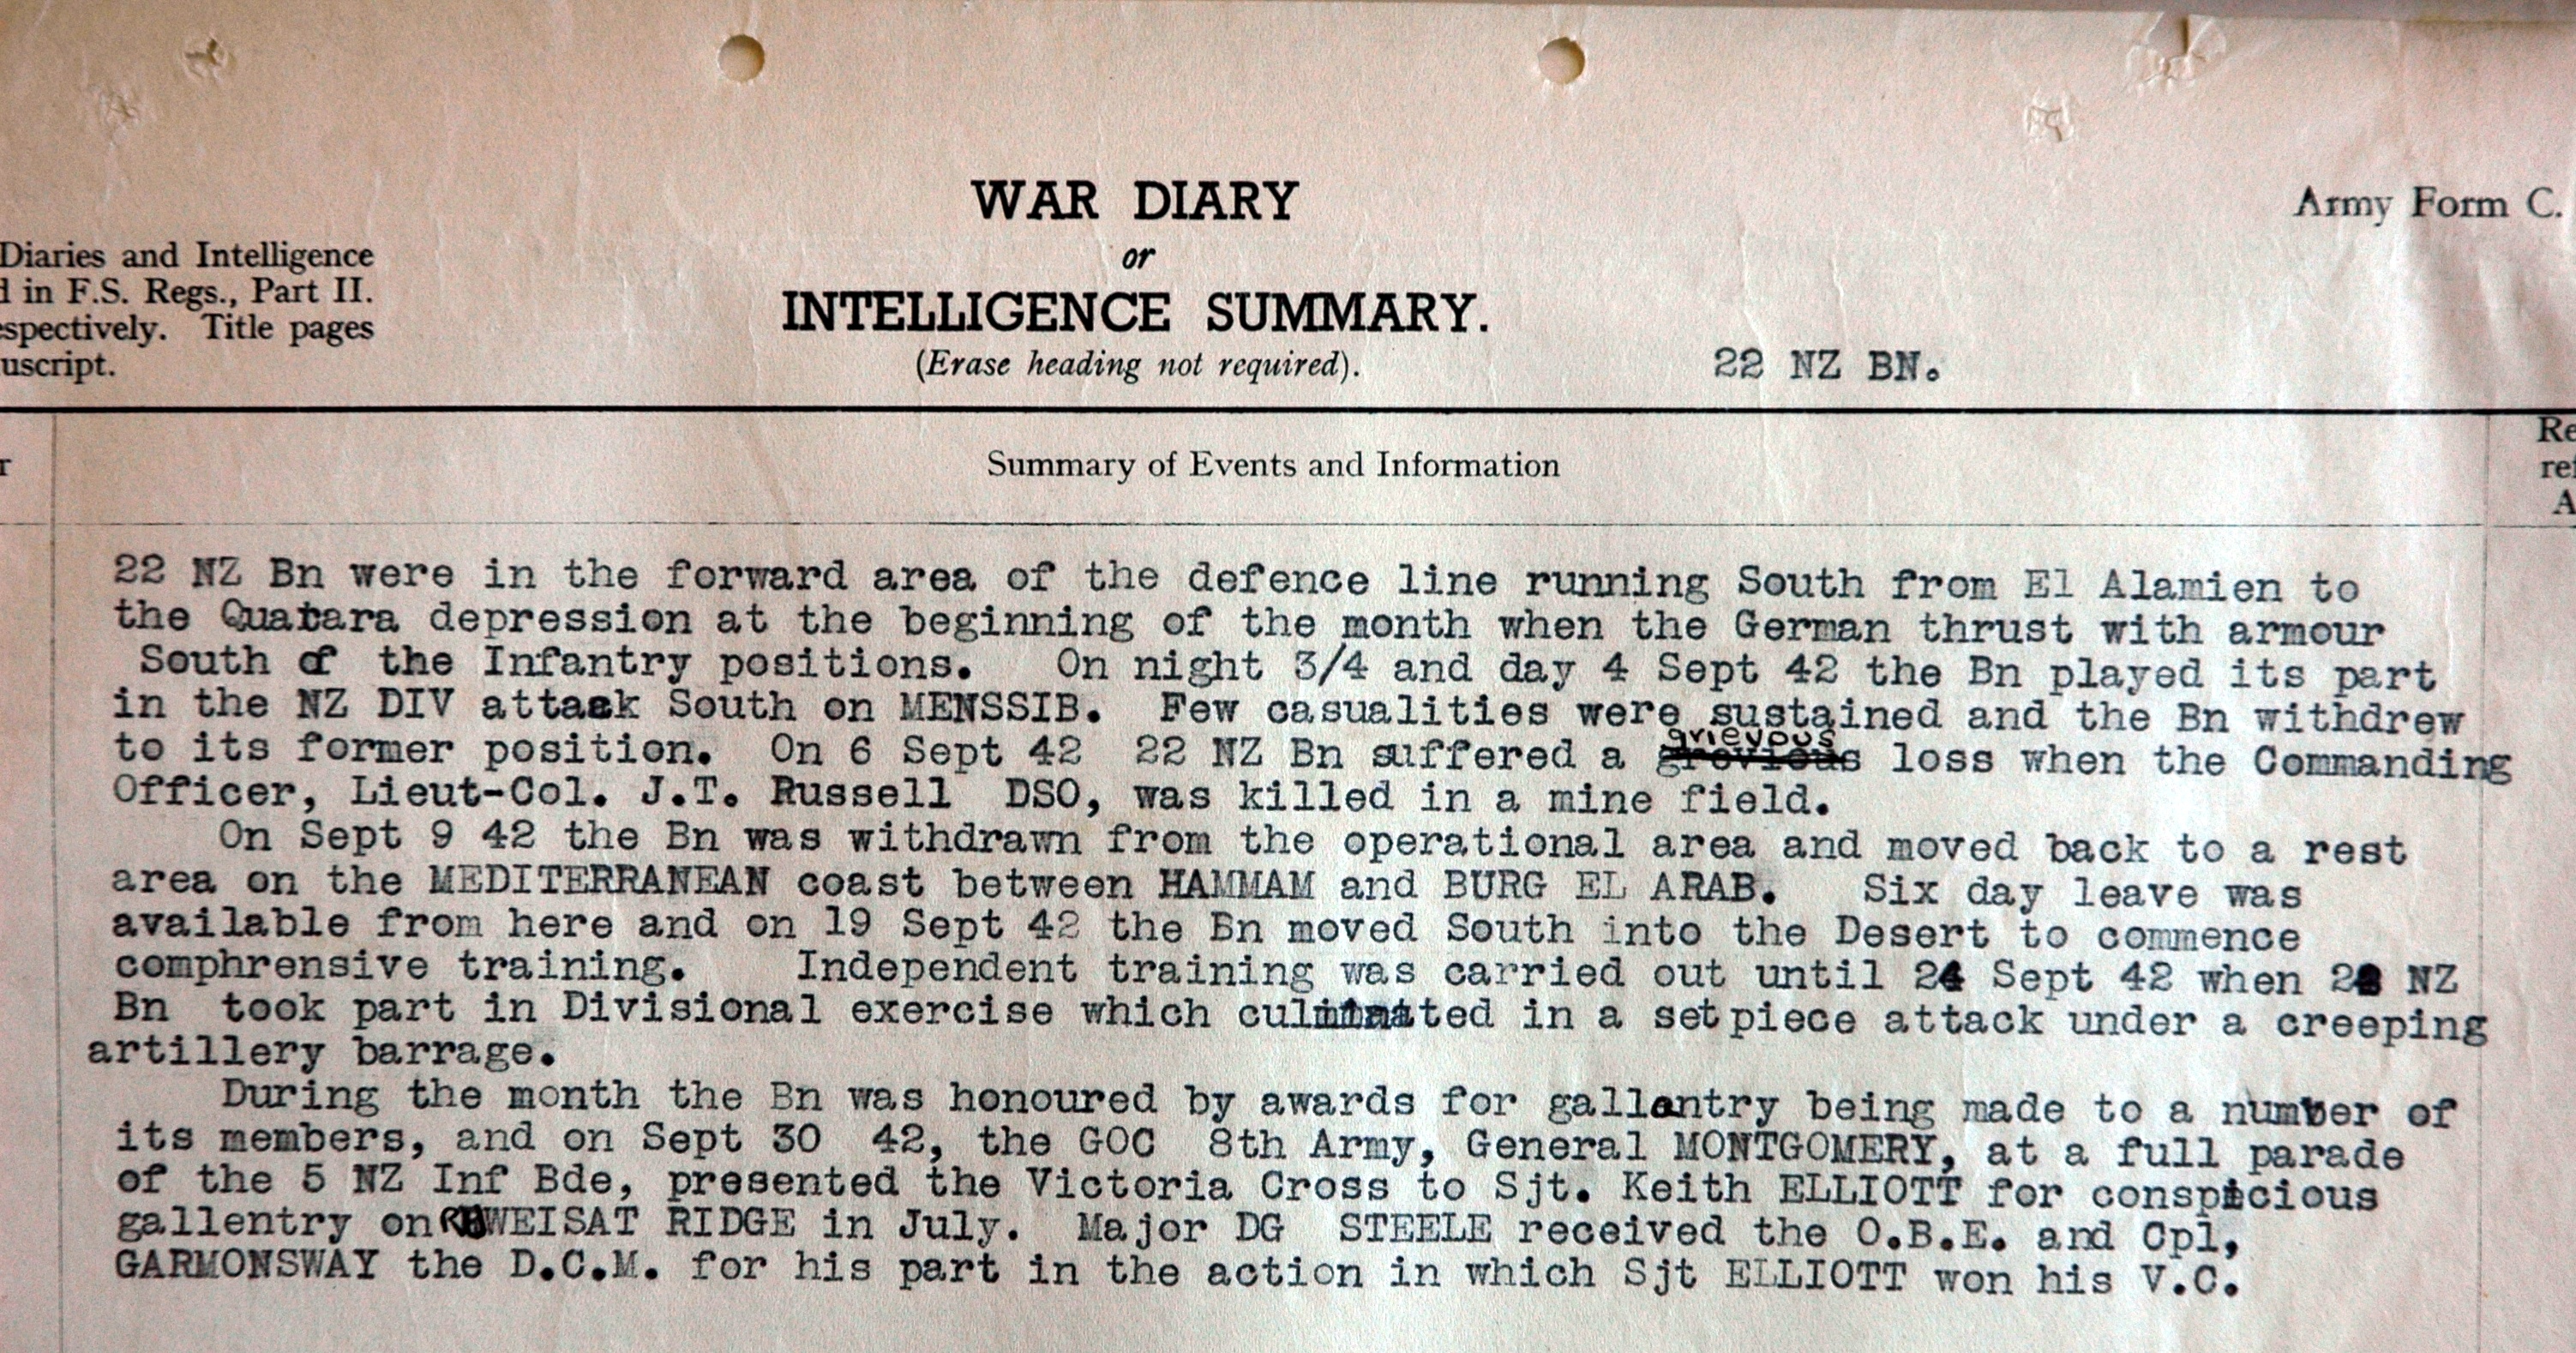 WAR DIARY
or
INTELLIGENCE SUMMARY.
(Erase heading not required).
Army Form C.
Diaries and Intelligence
d in F.S. Regs., Part II.
espectively. Title pages
uscript.
22 NZ BN.
r
Summary of Events and Information
Re
ref
A
22 NZ Bn were in the forward area of the defence line running South from El Alamien to
the Quatara depression at the beginning of the month when the German thrust with armour
South of the Infantry positions. On night 3/4 and day 4 Sept 42 the Bn played its part
in the NZ DIV attack South on MENSSIB. Few casualities were sustained and the Bn withdrew
to its former position. On 6 Sept 42 22 NZ Bn suffered a grievous loss when the Commanding
Officer, Lieut-Col. J.T. Russell DSO, was killed in a mine field.
On Sept 9 42 the Bn was withdrawn from the operational area and moved back to a rest
area on the MEDITERRANEAN coast between HAMMAM and BURG EL ARAB. Six day leave was
available from here and on 19 Sept 42 the Bn moved South into the Desert to commence
comphrensive training. Independent training was carried out until 24 Sept 42 when 22 NZ
Bn took part in Divisional exercise which culminated in a set piece attack under a creeping
artillery barrage.
During the month the Bn was honoured by awards for gallantry being made to a number of
its members, and on Sept 30 42, the GOC 8th Army, General MONTGOMERY, at a full parade
of the 5 NZ Inf Bde, presented the Victoria Cross to Sjt. Keith ELLIOTT for conspicious
gallentry on RUWEISAT RIDGE in July. Major DG STEELE received the O.B.E. and Cpl,
GARMONSWAY the D.C.M. for his part in the action in which Sjt ELLIOTT won his V.C.